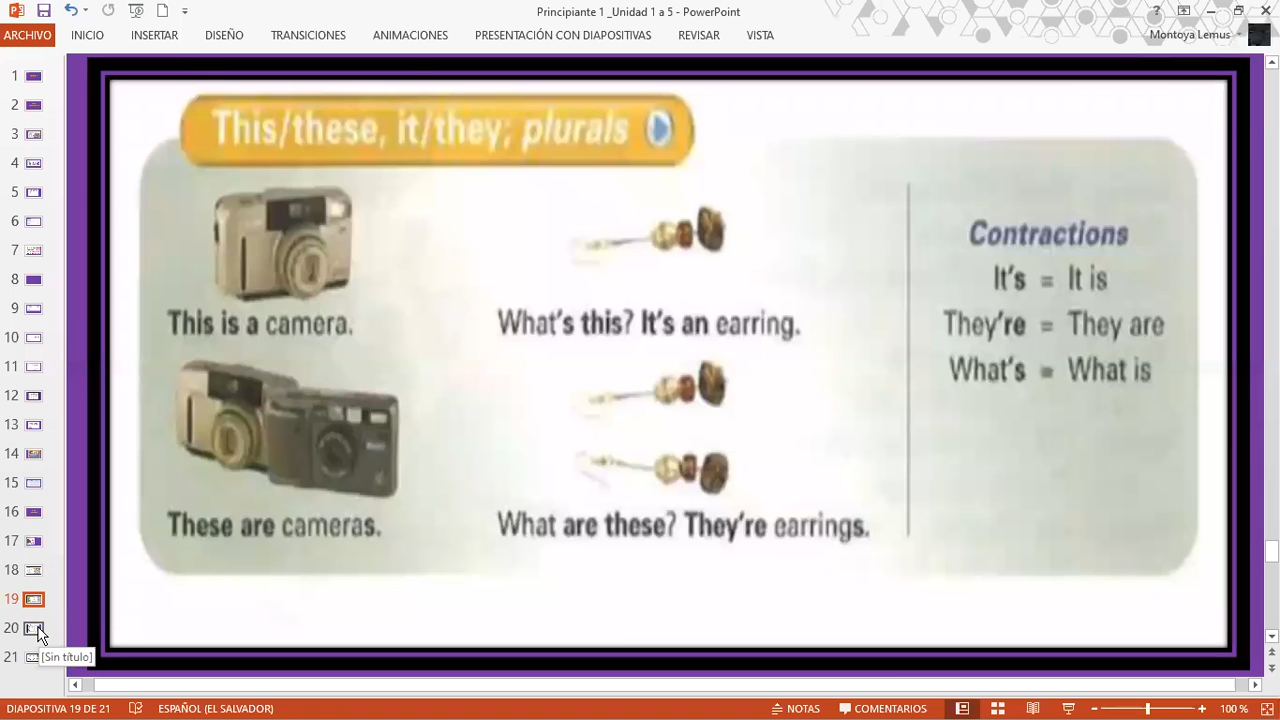 Principiante 1 _Unidad 1 a 5 - PowerPoint
?
ARCHIVO INICIO INSERTAR DISEÑO TRANSICIONES ANIMACIONES PRESENTACIÓN CON DIAPOSITIVAS REVISAR VISTA Montoya Lemus
1
2
3
4
5
6
7
8
9
10
11
12
13
14
15
16
17
18
19
20
21
[Sin título]
This/these, it/they; plurals
This is a camera.
What's this? It's an earring.
These are cameras.
What are these? They're earrings.
Contractions
It's = It is
They're = They are
What's = What is
DIAPOSITIVA 19 DE 21 ESPAÑOL (EL SALVADOR) NOTAS COMENTARIOS 100 %